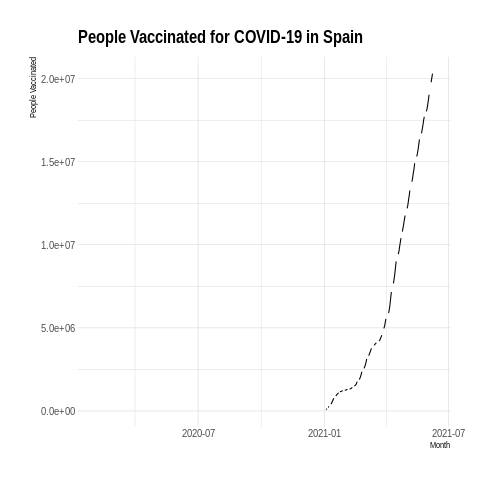 People Vaccinated for COVID-19 in Spain
People Vaccinated
2.0e+07
1.5e+07
1.0e+07
5.0e+06
0.0e+00
2020-07
2021-01
2021-07
Month